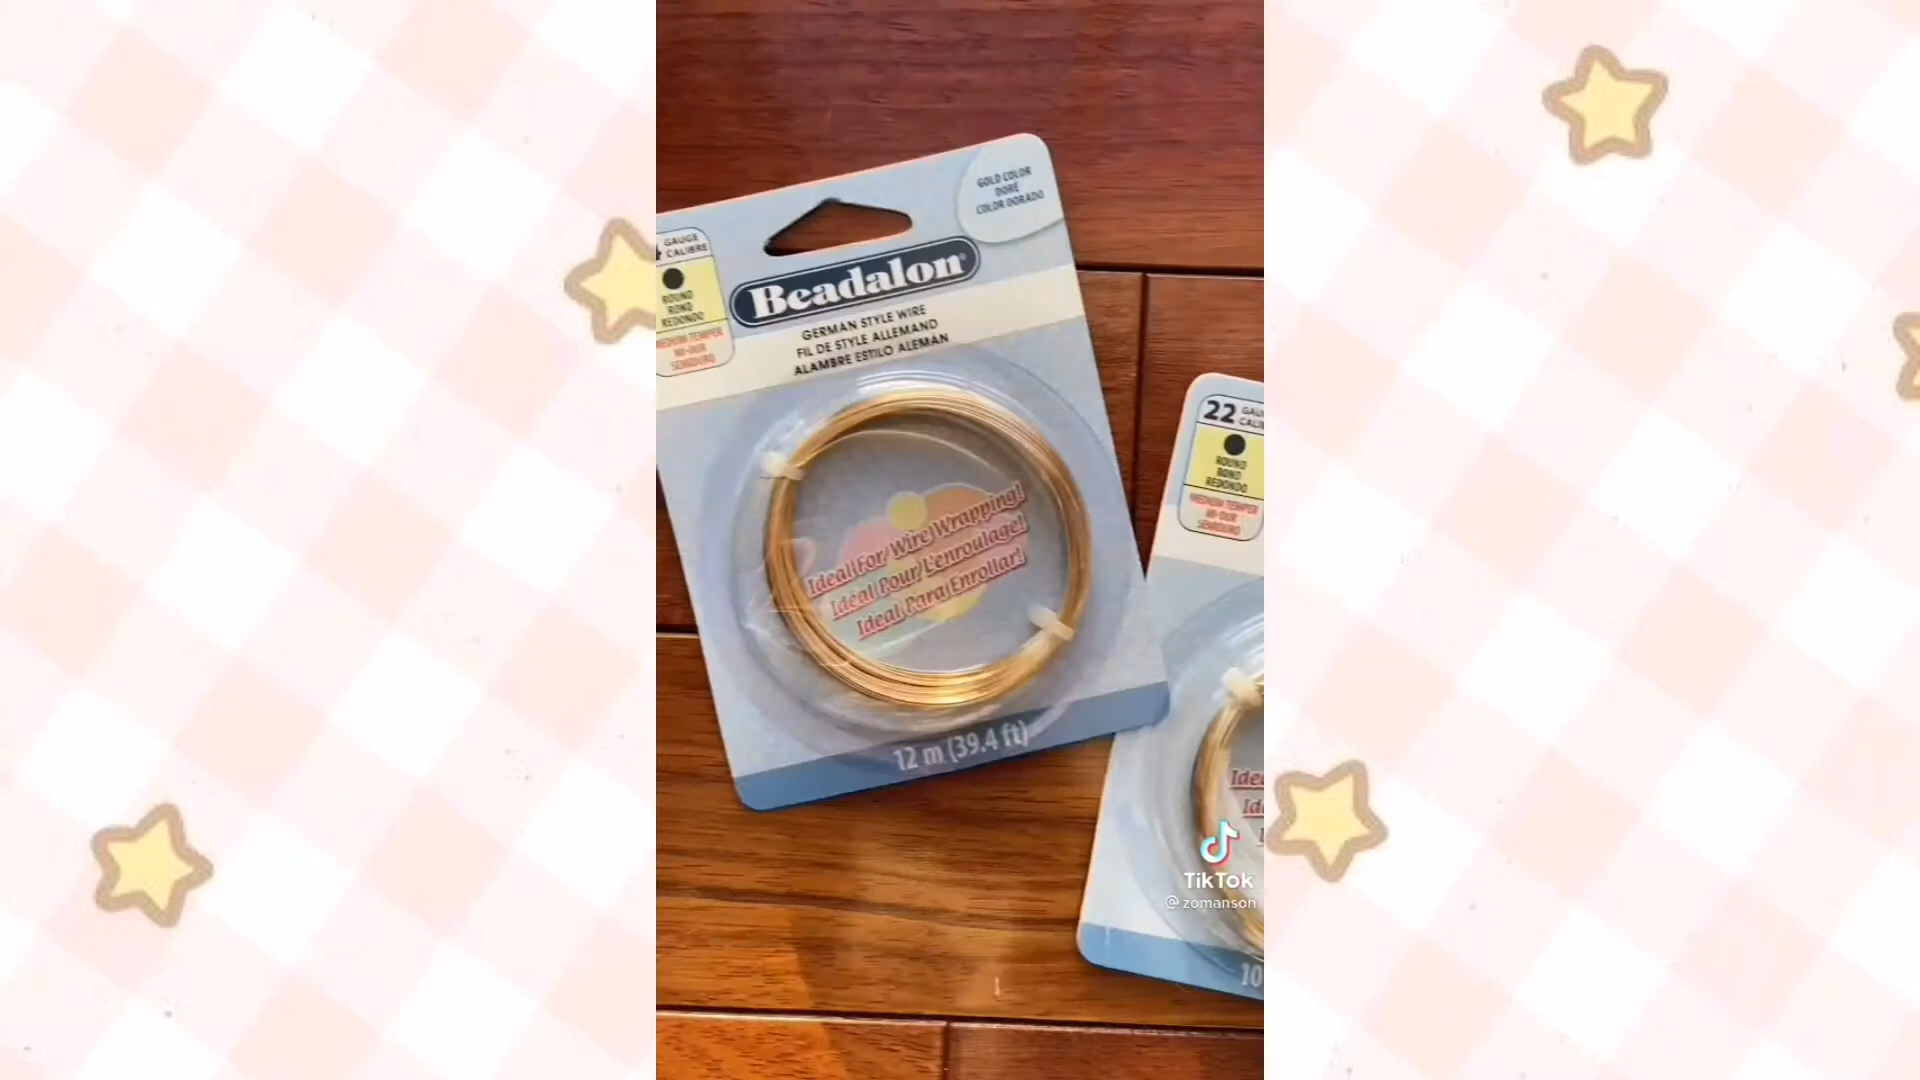 GOLD COLOR
DORÉ
COLOR DORADO
GAUGE
CALIBRE
ROUND
ROND
REDONDO
MEDIUM TEMPER
MI-DUR
SEMIDURO
Beadalon
GERMAN STYLE WIRE
FIL DE STYLE ALLEMAND
ALAMBRE ESTILO ALEMÁN
Ideal For Wire Wrapping!
Idéal Pour L'enroulage!
Ideal Para Enrollar!
12 m (39.4 ft)
22
ROUND
ROND
REDONDO
MEDIUM TEMPER
MI-DUR
SEMIDURO
10
TikTok
@zomanson